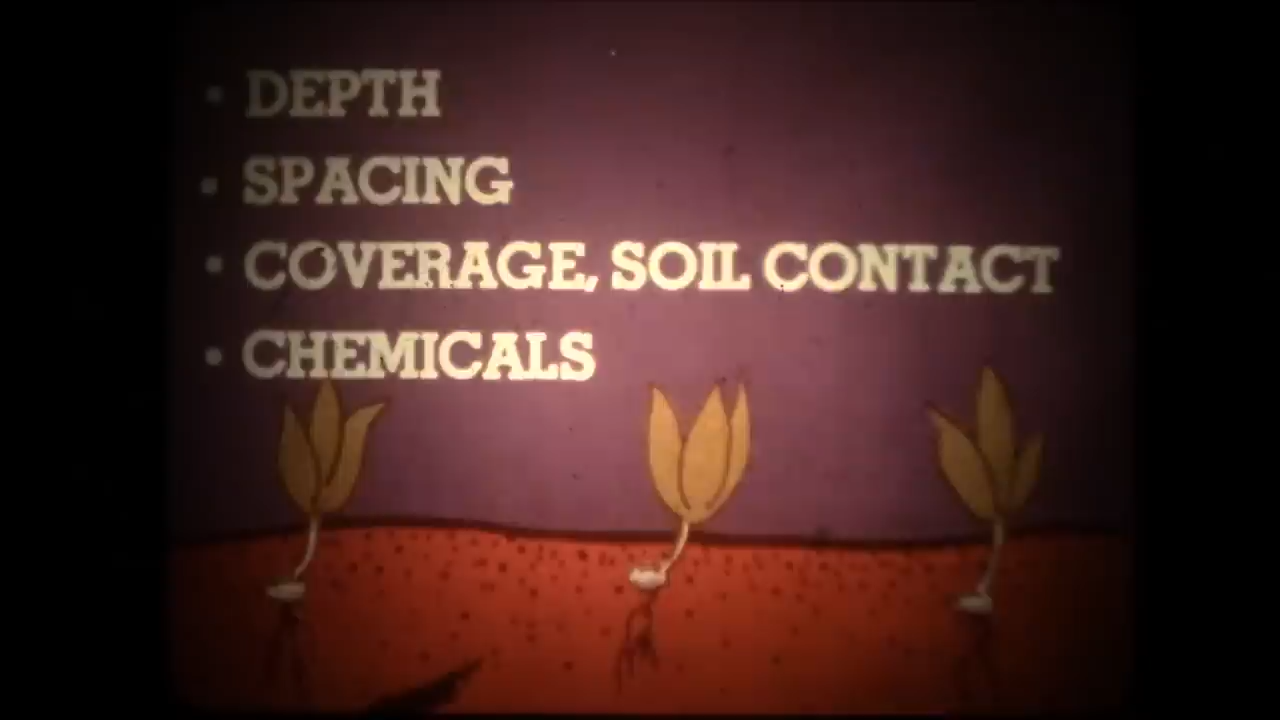 • DEPTH
• SPACING
• COVERAGE, SOIL CONTACT
• CHEMICALS